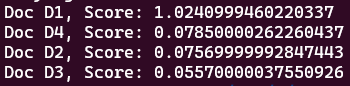 Doc D1, Score: 1.0240999460220337
Doc D4, Score: 0.07850000262260437
Doc D2, Score: 0.07569999992847443
Doc D3, Score: 0.05570000037550926